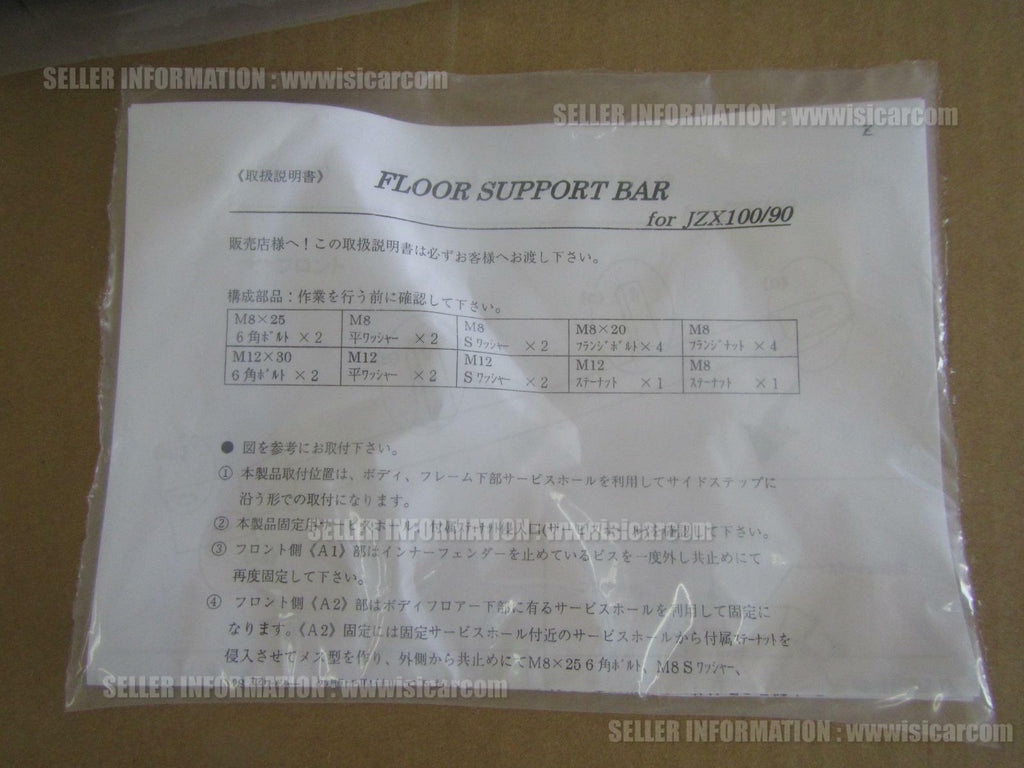 SELLER INFORMATION : wwwisicarcom
SELLER INFORMATION : wwwisicarcom
《取扱説明書》
FLOOR SUPPORT BAR
for JZX100/90
販売店様へ!この取扱説明書は必ずお客様へお渡し下さい。
構成部品:作業を行う前に確認して下さい。
M8×25 M8 M8 M8×20 M8
6角ボルト ×2 平ワッシャー ×2 Sワッシャー ×2 フランジボルト×4 フランジナット ×4
M12×30 M12 M12 M12 M8
6角ボルト ×2 平ワッシャー ×2 Sワッシャー ×2 ステーナット ×1 ステーナット ×1
● 図を参考にお取付下さい。
① 本製品取付位置は、ボディ、フレーム下部サービスホールを利用してサイドステップに
沿う形での取付になります。
② 本製品固定用サービスホール 付属 を確認して下さい。
SELLER INFORMATION : wwwisicarcom
③ フロント側《A1》部はインナーフェンダーを止めているビスを一度外し共止めにて
再度固定して下さい。
④ フロント側《A2》部はボディフロアー下部に有るサービスホールを利用して固定に
なります。《A2》固定には固定サービスホール付近のサービスホールから付属ステーナットを
侵入させてメス型を作り、外側から共止めにてM8×25 6角ボルト、M8 Sワッシャー、
SELLER INFORMATION : wwwisicarcom
SELLER INFORMATION : wwwisicarcom